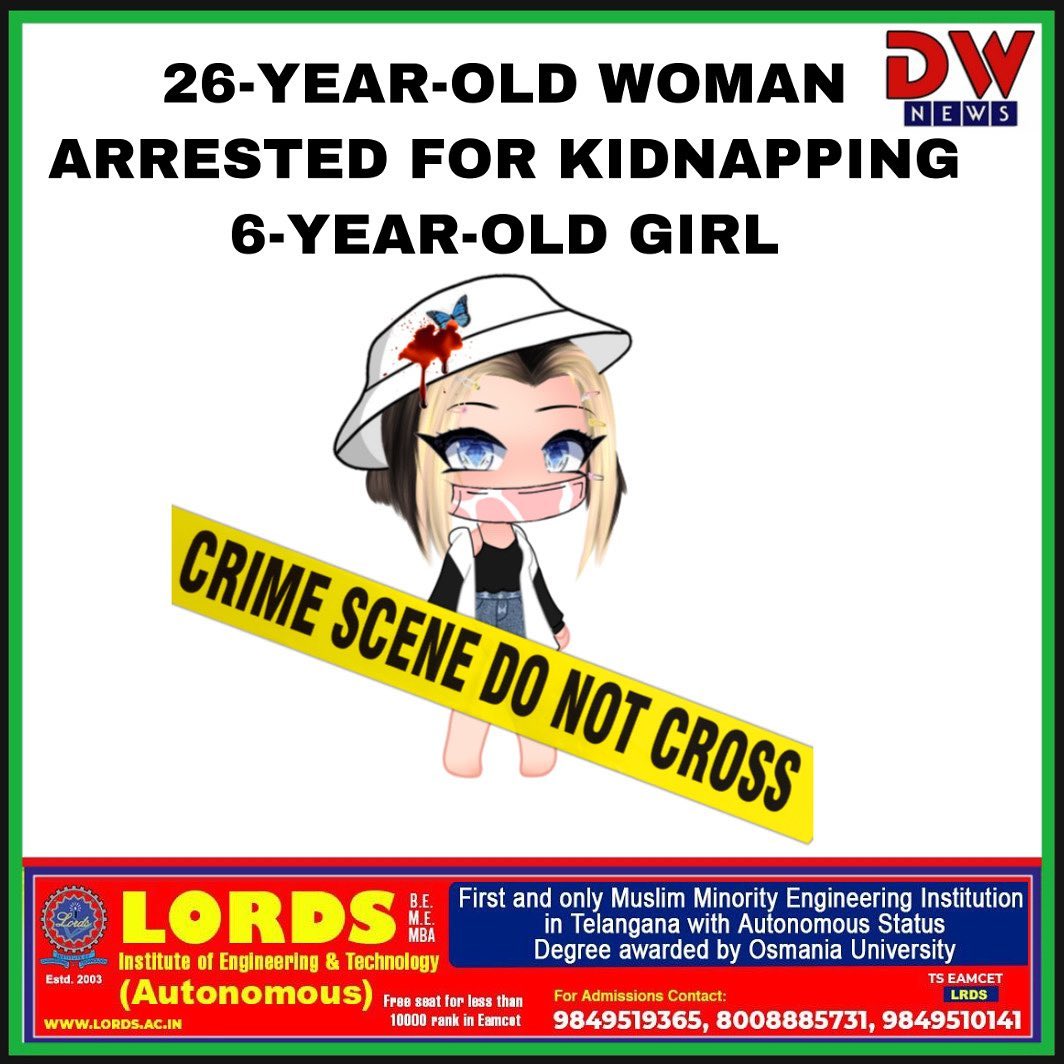 26-YEAR-OLD WOMAN
ARRESTED FOR KIDNAPPING
6-YEAR-OLD GIRL
DW
NEWS
CRIME SCENE DO NOT CROSS
Lords
Estd. 2003
LORDS
B.E.
M.E.
MBA
Institute of Engineering & Technology
(Autonomous)
Free seat for less than
10000 rank in Eamcet
WWW.LORDS.AC.IN
First and only Muslim Minority Engineering Institution
in Telangana with Autonomous Status
Degree awarded by Osmania University
TS EAMCET
LRDS
For Admissions Contact:
9849519365, 8008885731, 9849510141